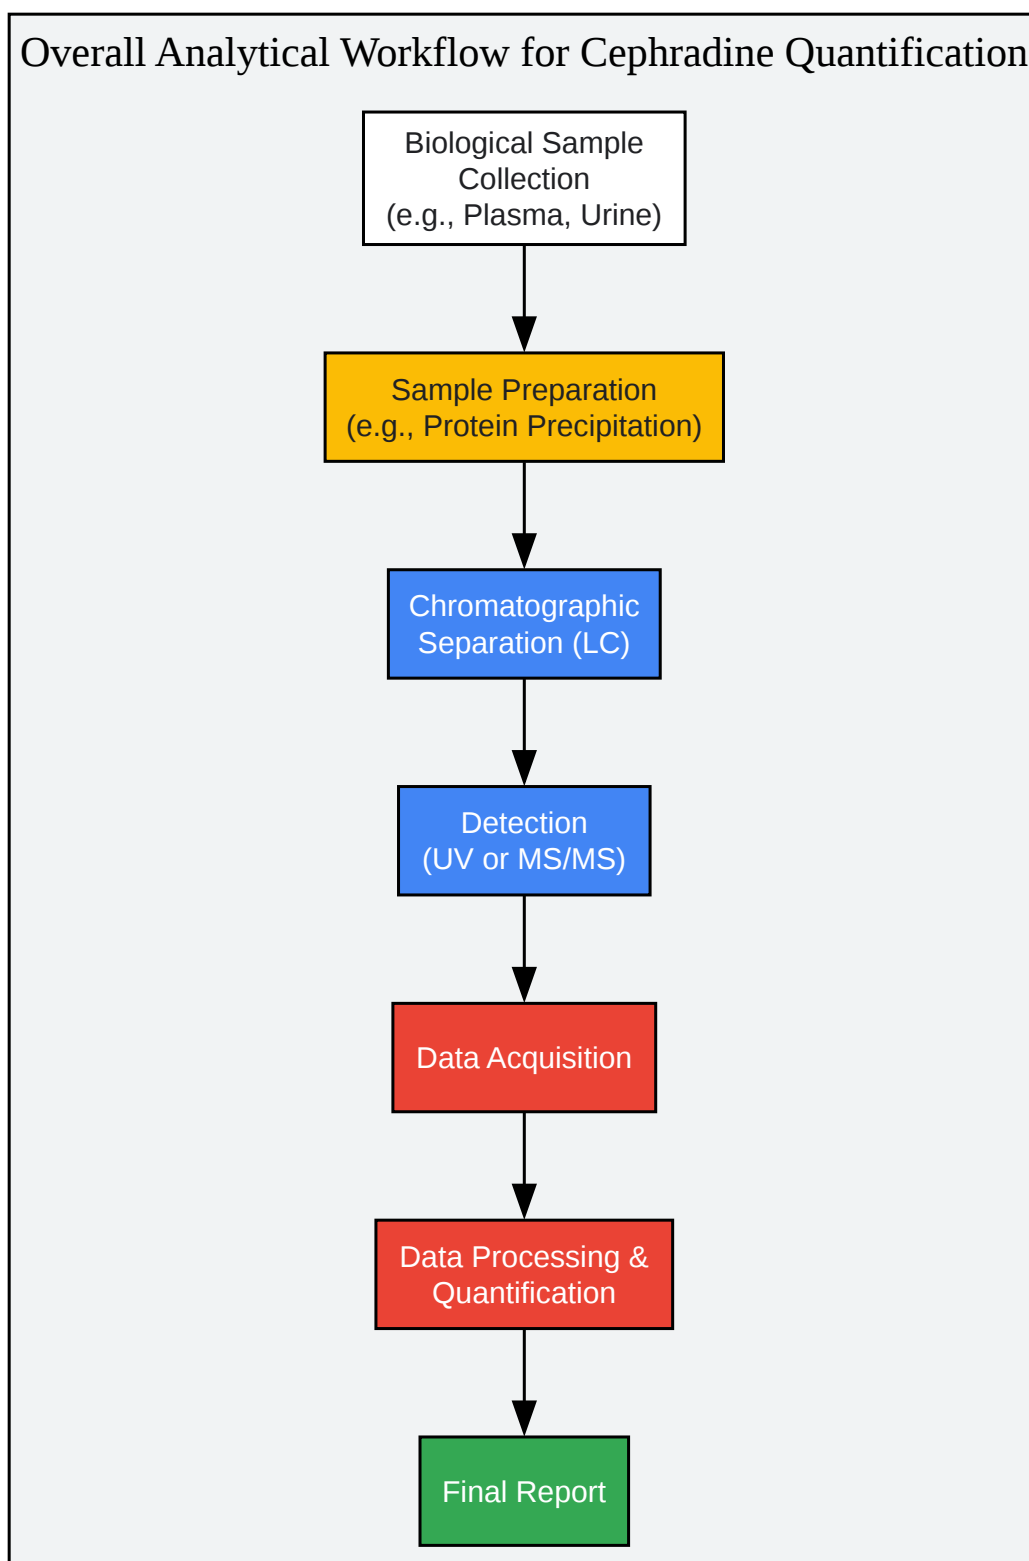 Overall Analytical Workflow for Cephradine Quantification
Biological Sample
Collection
(e.g., Plasma, Urine)
Sample Preparation
(e.g., Protein Precipitation)
Chromatographic
Separation (LC)
Detection
(UV or MS/MS)
Data Acquisition
Data Processing &
Quantification
Final Report